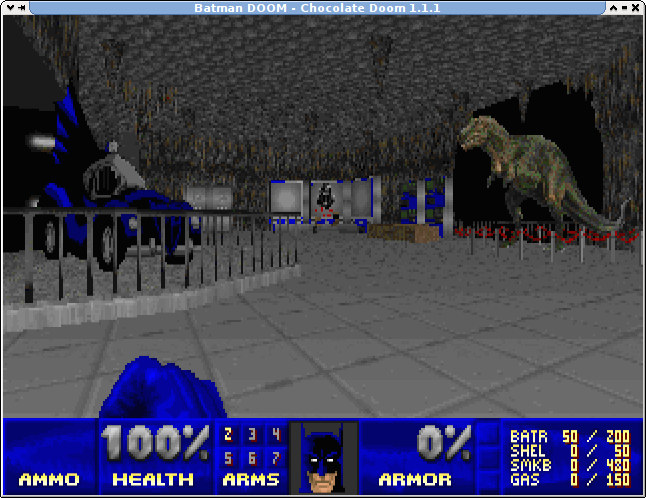 Batman DOOM - Chocolate Doom 1.1.1
100% 2 3 4 0% BATR 50 / 200
SHEL 0 / 50
5 6 7 SMKB 0 / 420
AMMO HEALTH ARMS ARMOR GAS 0 / 150